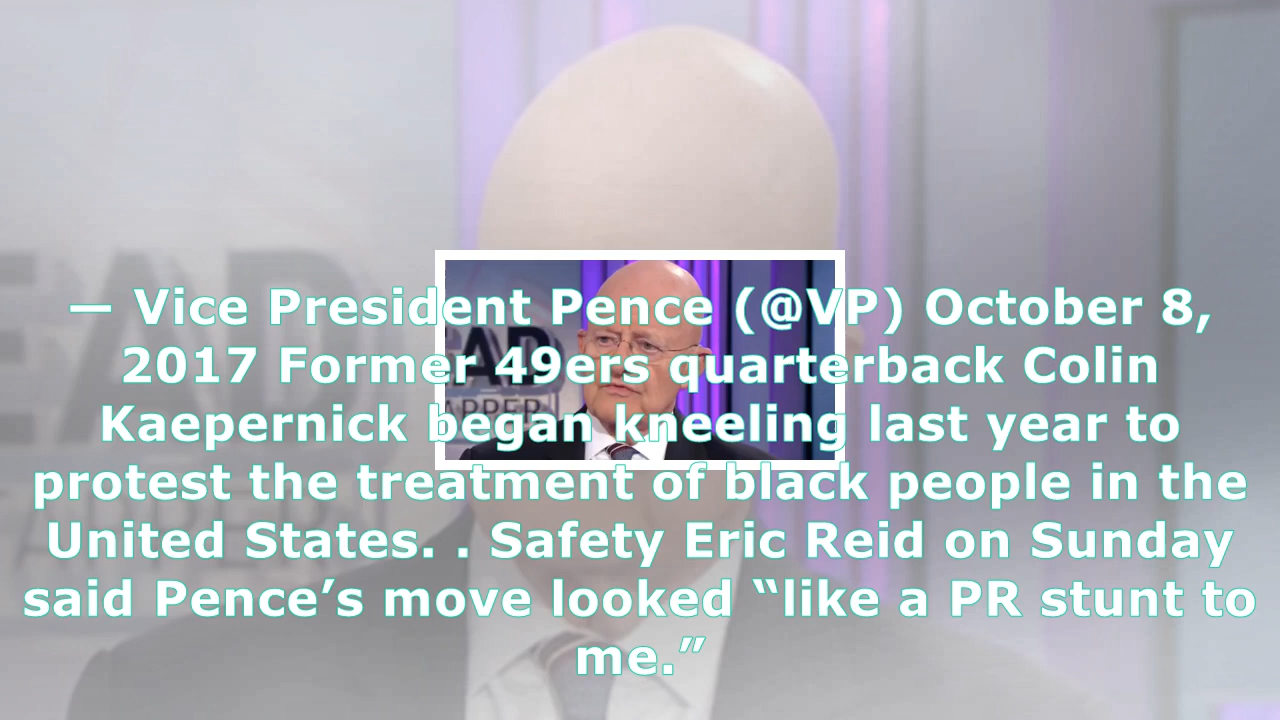 — Vice President Pence (@VP) October 8,
2017 Former 49ers quarterback Colin
Kaepernick began kneeling last year to
protest the treatment of black people in the
United States. . Safety Eric Reid on Sunday
said Pence’s move looked “like a PR stunt to
me.”
EAD